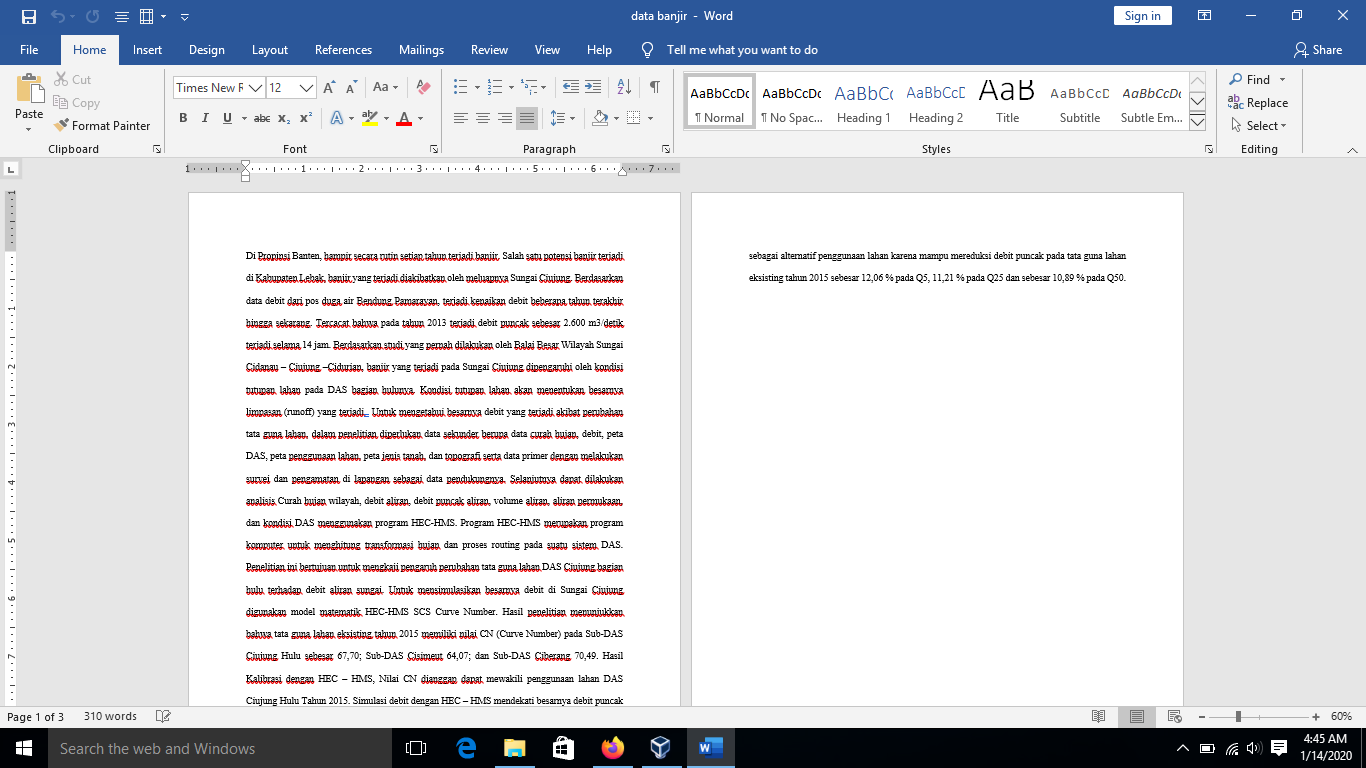 data banjir - Word
Sign in
File Home Insert Design Layout References Mailings Review View Help Tell me what you want to do Share
Paste
Cut
Copy
Format Painter
Clipboard
Times New R 12
Font
Paragraph
AaBbCcDc AaBbCcDc AaBbCc AaBbCcD AaB AaBbCcD AaBbCcDc
¶ Normal ¶ No Spac... Heading 1 Heading 2 Title Subtitle Subtle Em...
Styles
Find
Replace
Select
Editing
Di Propinsi Banten, hampir secara rutin setiap tahun terjadi banjir. Salah satu potensi banjir terjadi
di Kabupaten Lebak, banjir yang terjadi diakibatkan oleh meluapnya Sungai Ciujung. Berdasarkan
data debit dari pos duga air Bendung Pamarayan, terjadi kenaikan debit beberapa tahun terakhir
hingga sekarang. Tercacat bahwa pada tahun 2013 terjadi debit puncak sebesar 2.600 m3/detik
terjadi selama 14 jam. Berdasarkan studi yang pernah dilakukan oleh Balai Besar Wilayah Sungai
Cidanau – Ciujung –Cidurian, banjir yang terjadi pada Sungai Ciujung dipengaruhi oleh kondisi
tutupan lahan pada DAS bagian hulunya. Kondisi tutupan lahan akan menentukan besarnya
limpasan (runoff) yang terjadi. Untuk mengetahui besarnya debit yang terjadi akibat perubahan
tata guna lahan, dalam penelitian diperlukan data sekunder berupa data curah hujan, debit, peta
DAS, peta penggunaan lahan, peta jenis tanah, dan topografi serta data primer dengan melakukan
survei dan pengamatan di lapangan sebagai data pendukungnya. Selanjutnya dapat dilakukan
analisis Curah hujan wilayah, debit aliran, debit puncak aliran, volume aliran, aliran permukaan,
dan kondisi DAS menggunakan program HEC-HMS. Program HEC-HMS merupakan program
komputer untuk menghitung transformasi hujan dan proses routing pada suatu sistem DAS.
Penelitian ini bertujuan untuk mengkaji pengaruh perubahan tata guna lahan DAS Ciujung bagian
hulu terhadap debit aliran sungai. Untuk mensimulasikan besarnya debit di Sungai Ciujung
digunakan model matematik HEC-HMS SCS Curve Number. Hasil penelitian menunjukkan
bahwa tata guna lahan eksisting tahun 2015 memiliki nilai CN (Curve Number) pada Sub-DAS
Ciujung Hulu sebesar 67,70; Sub-DAS Cisimeut 64,07; dan Sub-DAS Ciberang 70,49. Hasil
Kalibrasi dengan HEC – HMS, Nilai CN dianggap dapat mewakili penggunaan lahan DAS
Ciujung Hulu Tahun 2015. Simulasi debit dengan HEC – HMS mendekati besarnya debit puncak
sebagai alternatif penggunaan lahan karena mampu mereduksi debit puncak pada tata guna lahan
eksisting tahun 2015 sebesar 12,06 % pada Q5, 11,21 % pada Q25 dan sebesar 10,89 % pada Q50.
Page 1 of 3 310 words 60%
Search the web and Windows
4:45 AM
1/14/2020